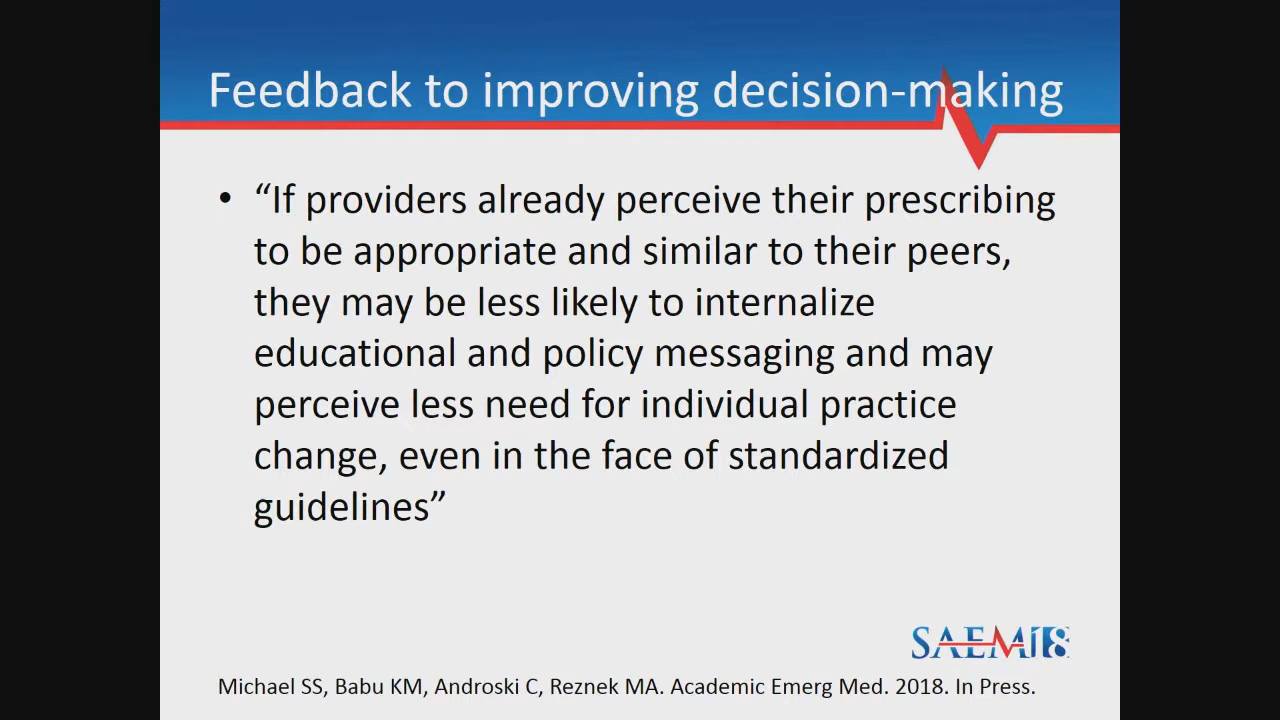 Feedback to improving decision-making
• “If providers already perceive their prescribing
to be appropriate and similar to their peers,
they may be less likely to internalize
educational and policy messaging and may
perceive less need for individual practice
change, even in the face of standardized
guidelines”
SAEM18
Michael SS, Babu KM, Androski C, Reznek MA. Academic Emerg Med. 2018. In Press.